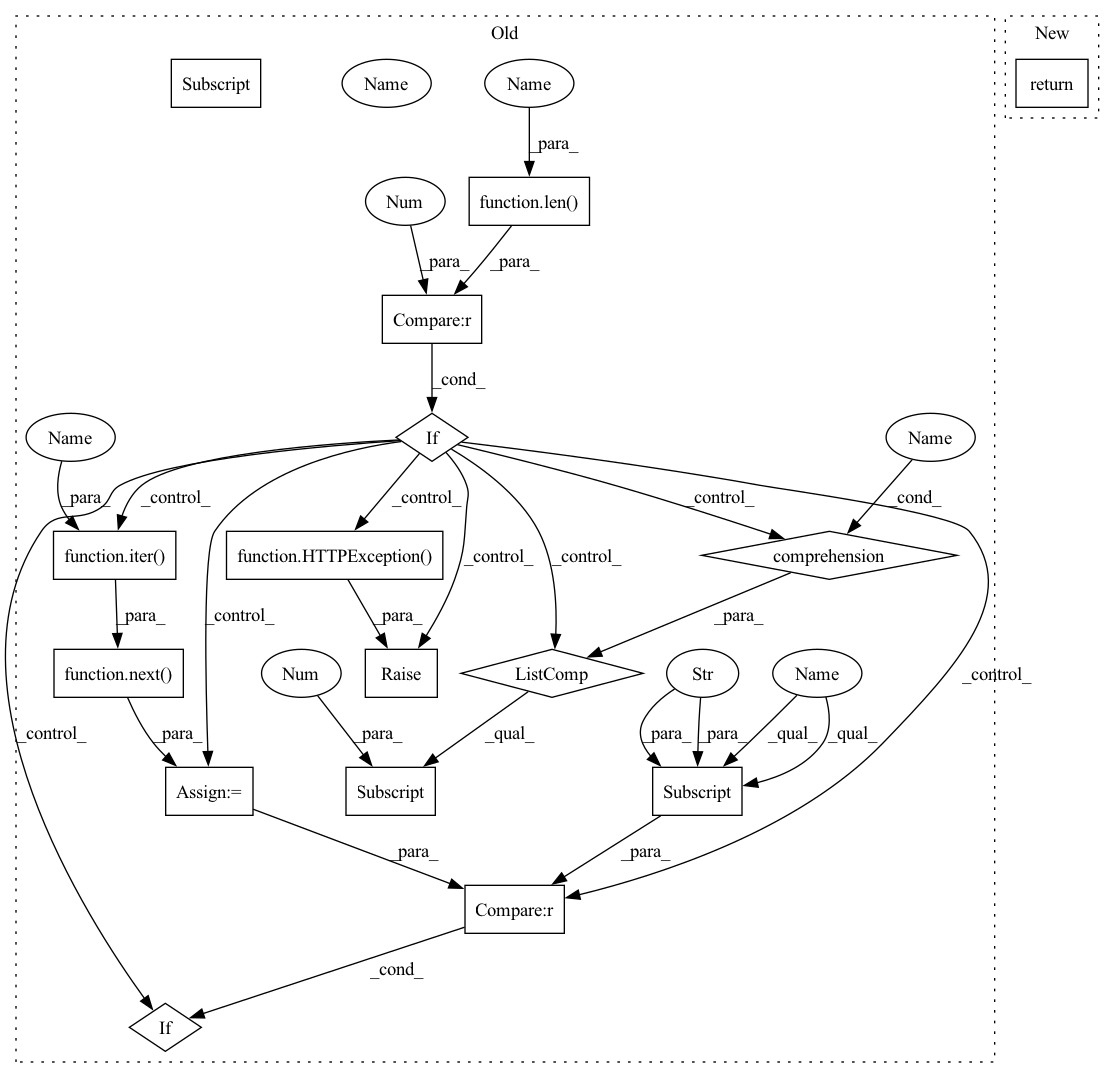 Old
New
Subscript
Name
Name
return
_para_
Num
function.len()
_para_
_para_
Compare:r
_cond_
Name
If
Name
_para_
_control_
_control_
_control_
_cond_
function.iter()
function.HTTPException()
_control_
_control_
comprehension
_para_
_control_
_para_
_para_
function.next()
Num
Raise
ListComp
Str
Name
_control_
_control_
_para_
_para_
_qual_
_para_
_para_
_qual_
_qual_
Assign:=
Subscript
Subscript
_para_
_para_
Compare:r
_cond_
If